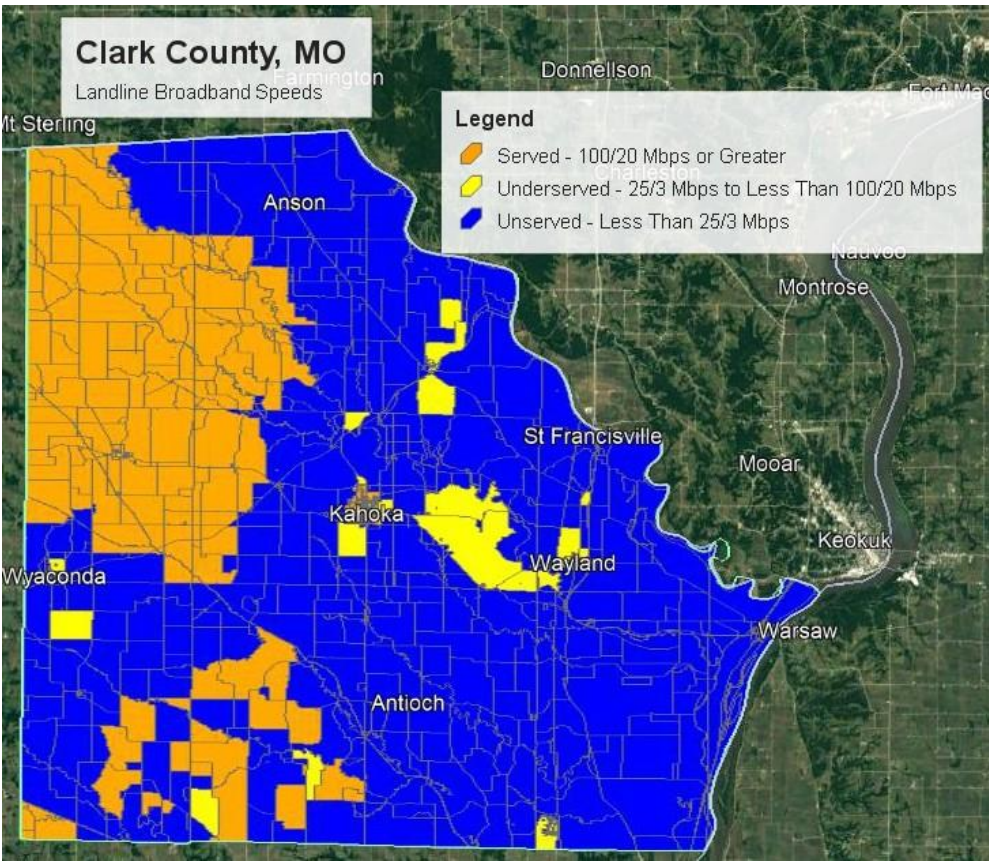 Clark County, MO
Landline Broadband Speeds
Farmington
Donnellson
Mt Sterling
Legend
Served - 100/20 Mbps or Greater
Charleston
Underserved - 25/3 Mbps to Less Than 100/20 Mbps
Unserved - Less Than 25/3 Mbps
Anson
Nauvoo
Montrose
St Francisville
Mooar
Kahoka
Keokuk
Wayland
Wyaconda
Warsaw
Antioch